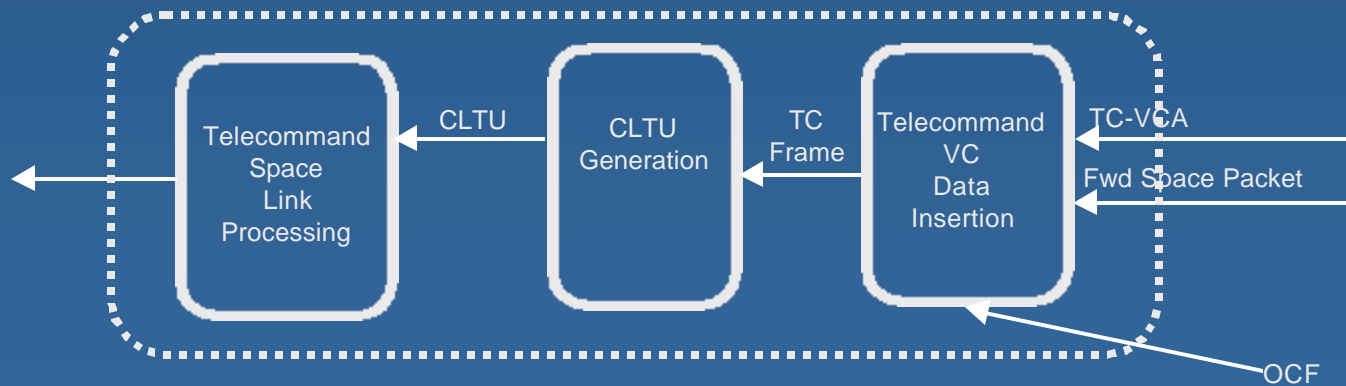 Telecommand
Space
Link
Processing
CLTU
CLTU
Generation
TC
Frame
Telecommand
VC
Data
Insertion
TC-VCA
Fwd Space Packet
OCF